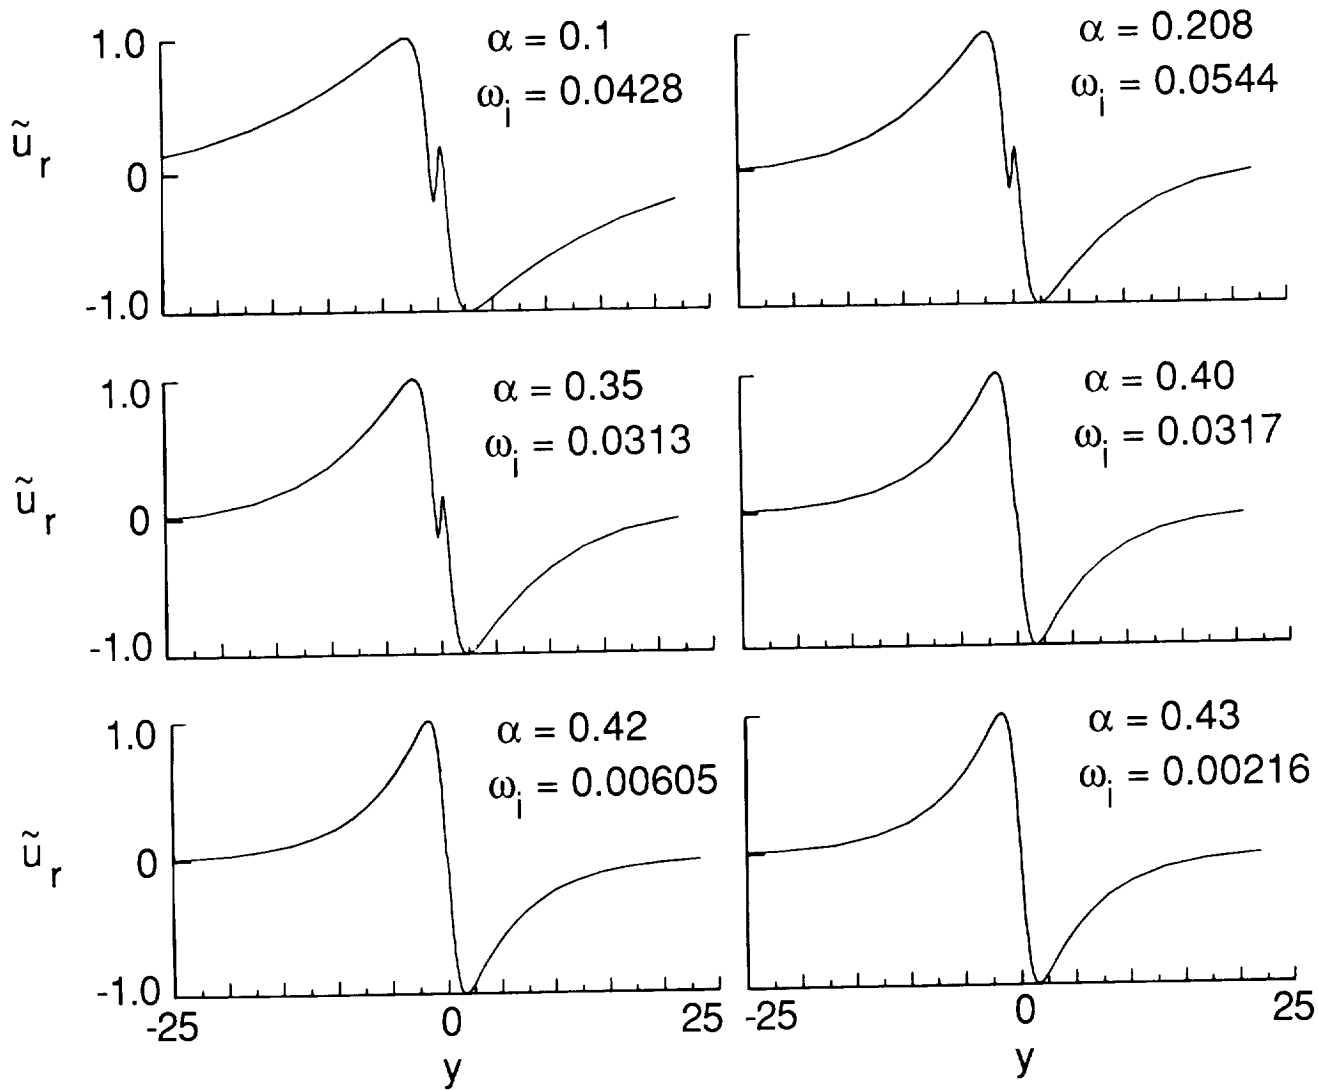 1.0
α = 0.1
ω_i = 0.0428
ũ_r
0
-1.0
α = 0.208
ω_i = 0.0544
1.0
α = 0.35
ω_i = 0.0313
ũ_r
0
-1.0
α = 0.40
ω_i = 0.0317
1.0
α = 0.42
ω_i = 0.00605
ũ_r
0
-1.0
-25
0
25
y
α = 0.43
ω_i = 0.00216
-25
0
25
y